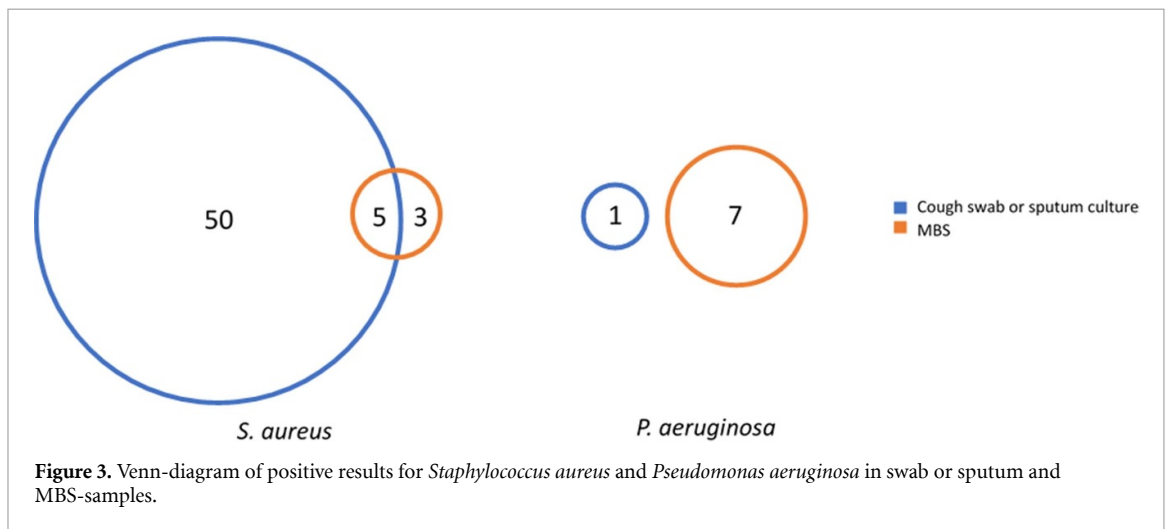 50
5
3
1
7
Cough swab or sputum culture
MBS
S. aureus
P. aeruginosa
Figure 3. Venn-diagram of positive results for Staphylococcus aureus and Pseudomonas aeruginosa in swab or sputum and
MBS-samples.